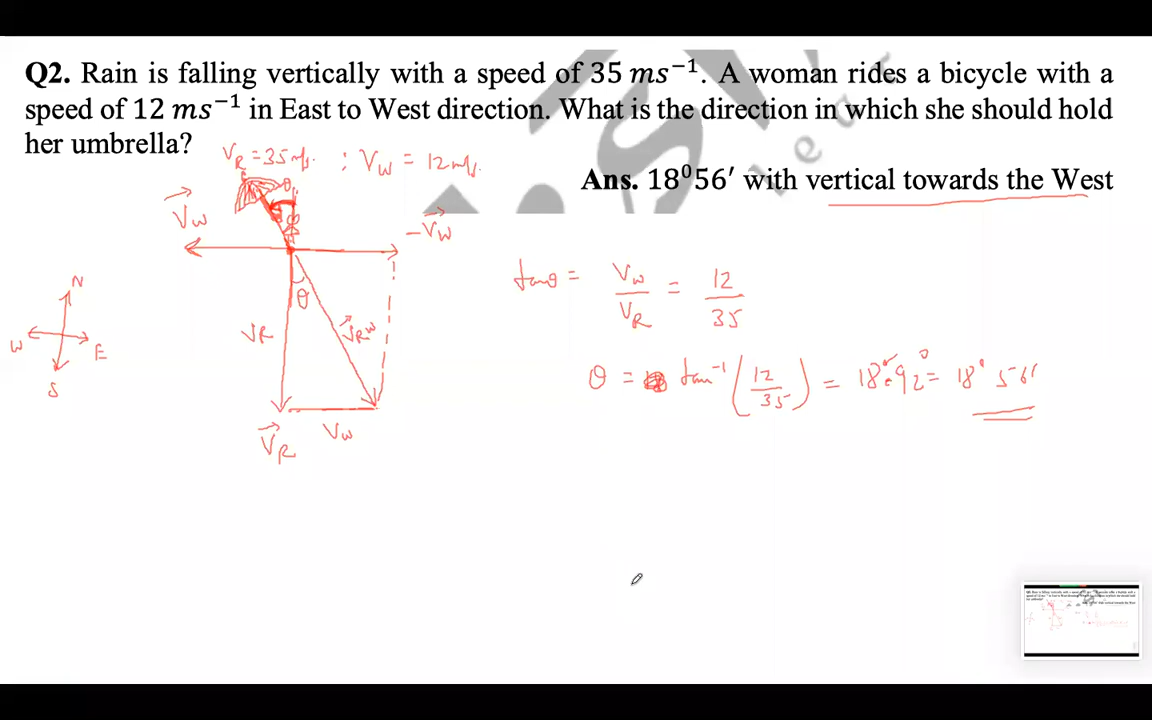 Q2. Rain is falling vertically with a speed of 35 ms⁻¹. A woman rides a bicycle with a
speed of 12 ms⁻¹ in East to West direction. What is the direction in which she should hold
her umbrella?
V_R = 35 m/s. : V_W = 12 m/s.
Ans. 18⁰56′ with vertical towards the West
θ
V_W
-V_W
tanθ = V_W/V_R = 12/35
N
W
E
S
θ
V_R
V_RW
θ = tan⁻¹ (12/35) = 18.92° = 18° 56′
V_R
V_W